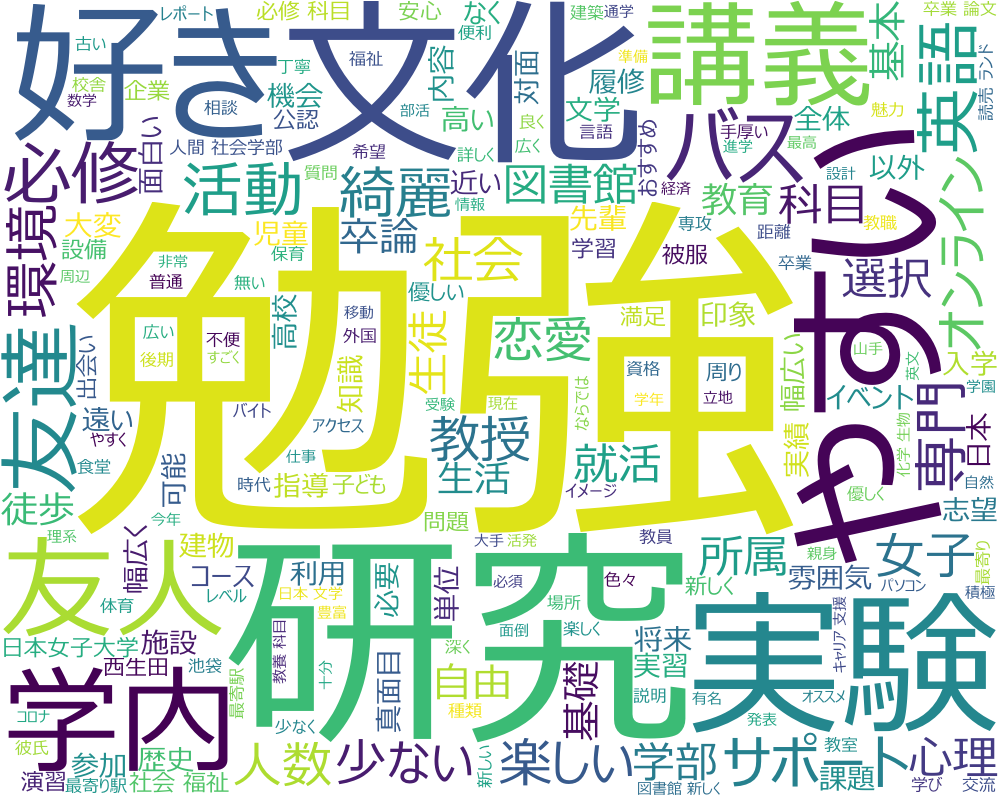 好き
文化
講義
レポート
必修 科目
安心
なく
建築
通学
基本
英語
卒業 論文
古い
福祉
丁寧
便利
内容
対面
履修
準備
読売 ランド
校舎
企業
数学
機会
公認
相談
部活
高い
良く
文学
言語
おすすめ
バス
手厚い
全体
魅力
必修
面白い
人間 社会学部
希望
詳しく
広く
進学
最高
活動
質問
綺麗
近い
情報
図書館
経済
教育
設計
以外
やすい
環境
大変
設備
児童
卒論
先輩
専攻
科目
教職
オンライン
周辺
非常
保育
勉強
社会
学習
被服
距離
卒業
選択
普通
無い
優しい
友達
出会い
広い
不便
高校
移動
外国
生徒
恋愛
満足
印象
山手
後期
すごく
知識
ならでは
資格
周り
幅広い
英文
入学
遠い
バイト
アクセス
受験
現在
学年
立地
イベント
学園
やすく
教授
実績
専門
日本
食堂
可能
仕事
生活
就活
化学 生物
徒歩
時代
指導
子ども
イメージ
優しく
自然
志望
今年
問題
理系
友人
幅広く
建物
大手
活発
教員
研究
所属
親身
女子
最寄り
コース
レベル
利用
必要
単位
日本 文学
必須
色々
新しく
雰囲気
パソコン
積極
体育
豊富
場所
日本女子大学
施設
教養 科目
面倒
楽しく
将来
実験
キャリア 支援
西生田
池袋
真面目
深く
実習
学内
最寄駅
十分
自由
基礎
説明
有名
オススメ
コロナ
少なく
種類
発表
彼氏
参加
歴史
人数
少ない
新しい
楽しい
学部
サポート
教室
心理
演習
最寄り駅
社会 福祉
図書館 新しく
課題
学び
交流